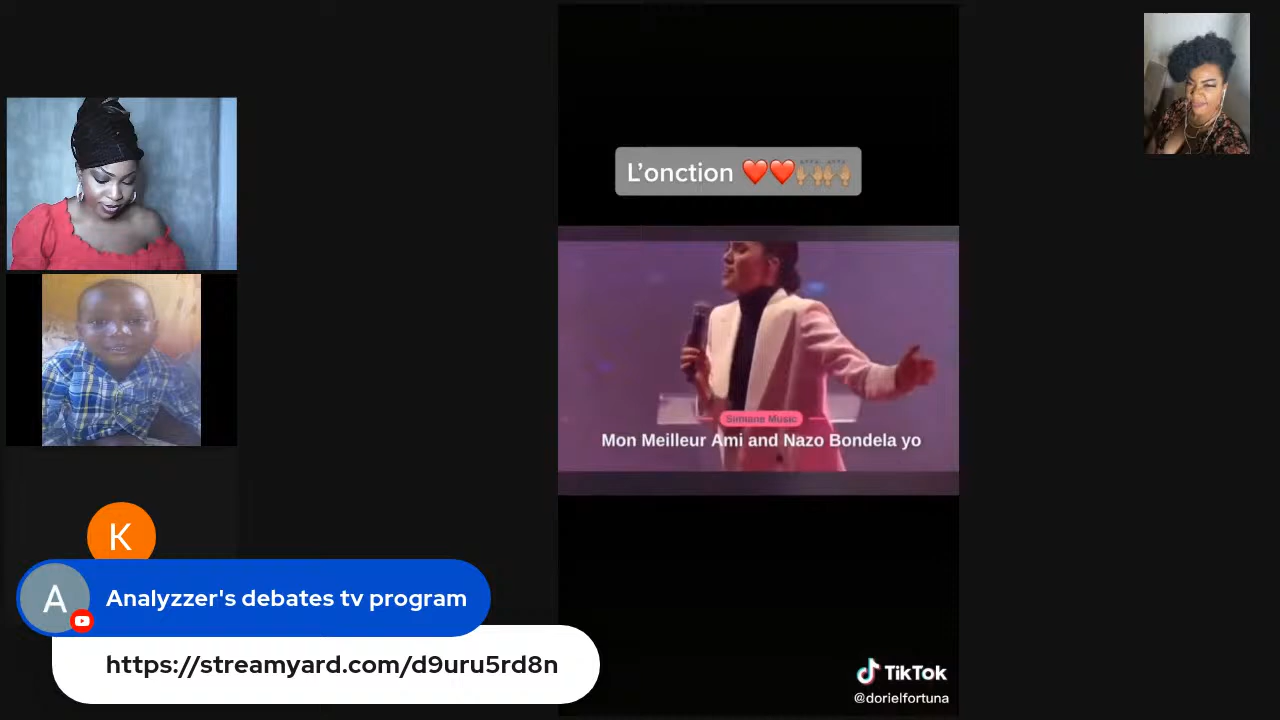 L'onction ❤️❤️🙌🏽🙌🏽
Simane Music
Mon Meilleur Ami and Nazo Bondela yo
K
A
Analyzzer's debates tv program
https://streamyard.com/d9uru5rd8n
TikTok
@dorielfortuna